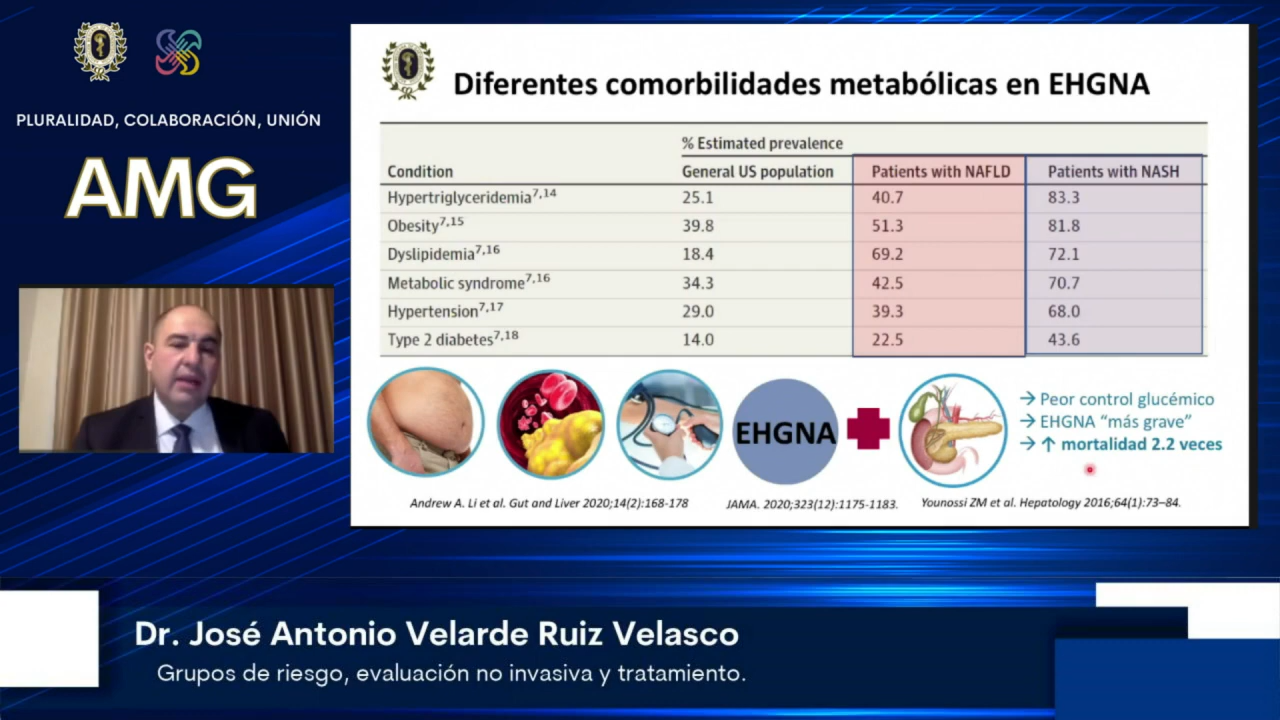 PLURALIDAD, COLABORACIÓN, UNIÓN
AMG
Diferentes comorbilidades metabólicas en EHGNA
% Estimated prevalence
Condition General US population Patients with NAFLD Patients with NASH
Hypertriglyceridemia7,14 25.1 40.7 83.3
Obesity7,15 39.8 51.3 81.8
Dyslipidemia7,16 18.4 69.2 72.1
Metabolic syndrome7,16 34.3 42.5 70.7
Hypertension7,17 29.0 39.3 68.0
Type 2 diabetes7,18 14.0 22.5 43.6
EHGNA
→ Peor control glucémico
→ EHGNA “más grave”
→ ↑ mortalidad 2.2 veces
Andrew A. Li et al. Gut and Liver 2020;14(2):168-178
JAMA. 2020;323(12):1175-1183.
Younossi ZM et al. Hepatology 2016;64(1):73–84.
Dr. José Antonio Velarde Ruiz Velasco
Grupos de riesgo, evaluación no invasiva y tratamiento.